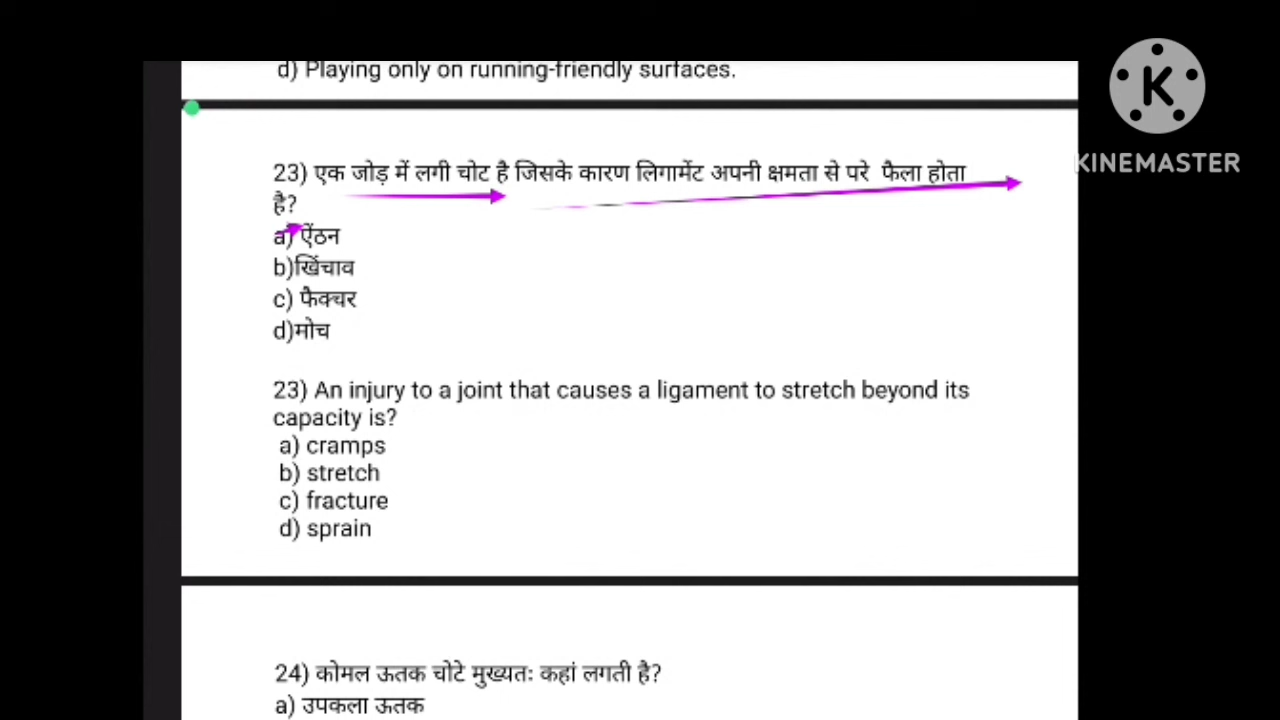 d) Playing only on running-friendly surfaces.
KINEMASTER
23) एक जोड़ में लगी चोट है जिसके कारण लिगामेंट अपनी क्षमता से परे फैला होता
है?
a) ऐंठन
b)खिंचाव
c) फैक्चर
d)मोच
23) An injury to a joint that causes a ligament to stretch beyond its
capacity is?
a) cramps
b) stretch
c) fracture
d) sprain
24) कोमल ऊतक चोटे मुख्यतः कहां लगती है?
a) उपकला ऊतक